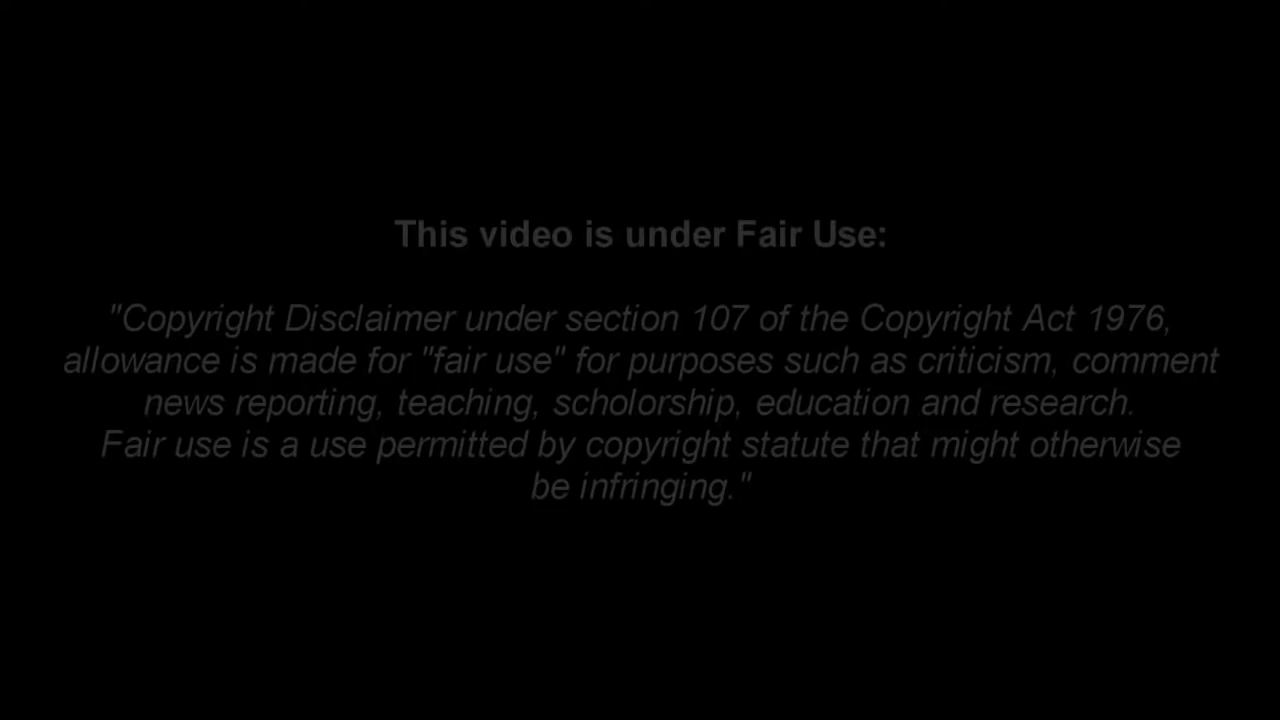 This video is under Fair Use:
"Copyright Disclaimer under section 107 of the Copyright Act 1976,
allowance is made for "fair use" for purposes such as criticism, comment
news reporting, teaching, scholorship, education and research.
Fair use is a use permitted by copyright statute that might otherwise
be infringing."